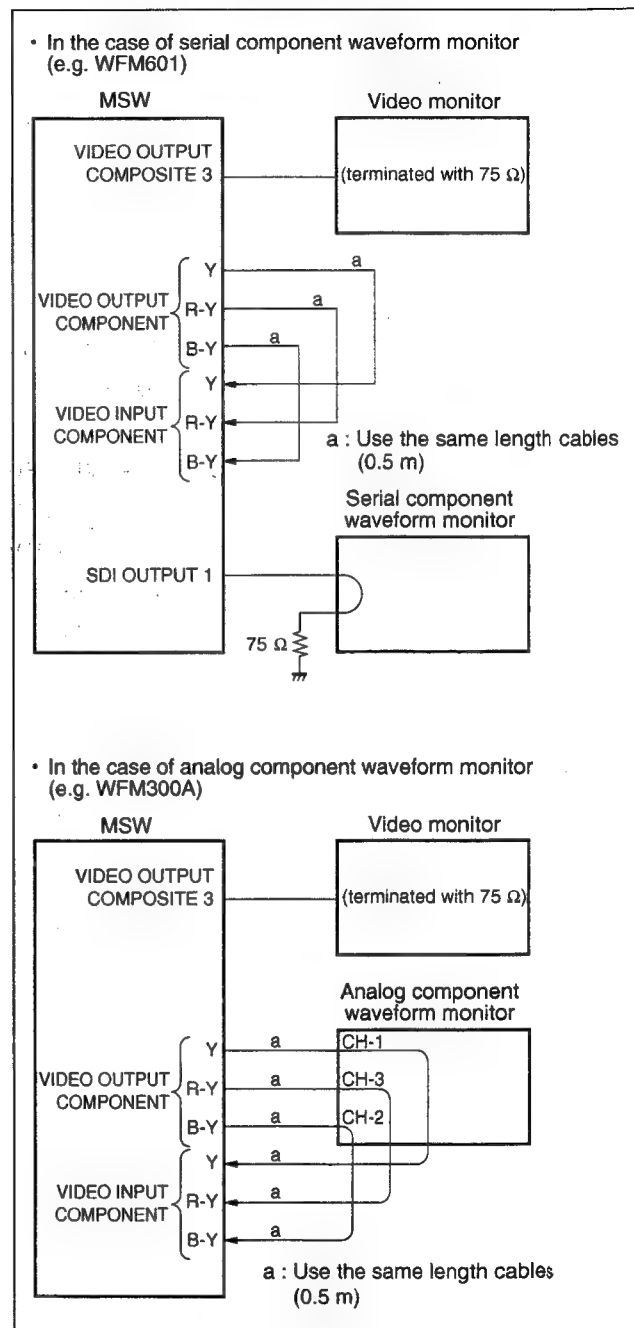 • In the case of serial component waveform monitor
(e.g. WFM601)
MSW
Video monitor
VIDEO OUTPUT
COMPOSITE 3
(terminated with 75 Ω)
VIDEO OUTPUT
COMPONENT
Y
a
R-Y
a
B-Y
a
VIDEO INPUT
COMPONENT
Y
R-Y
B-Y
a : Use the same length cables
(0.5 m)
Serial component
waveform monitor
SDI OUTPUT 1
75 Ω
• In the case of analog component waveform monitor
(e.g. WFM300A)
MSW
Video monitor
VIDEO OUTPUT
COMPOSITE 3
(terminated with 75 Ω)
Analog component
waveform monitor
VIDEO OUTPUT
COMPONENT
Y
a
CH-1
R-Y
a
CH-3
B-Y
a
CH-2
VIDEO INPUT
COMPONENT
Y
a
R-Y
a
B-Y
a
a : Use the same length cables
(0.5 m)